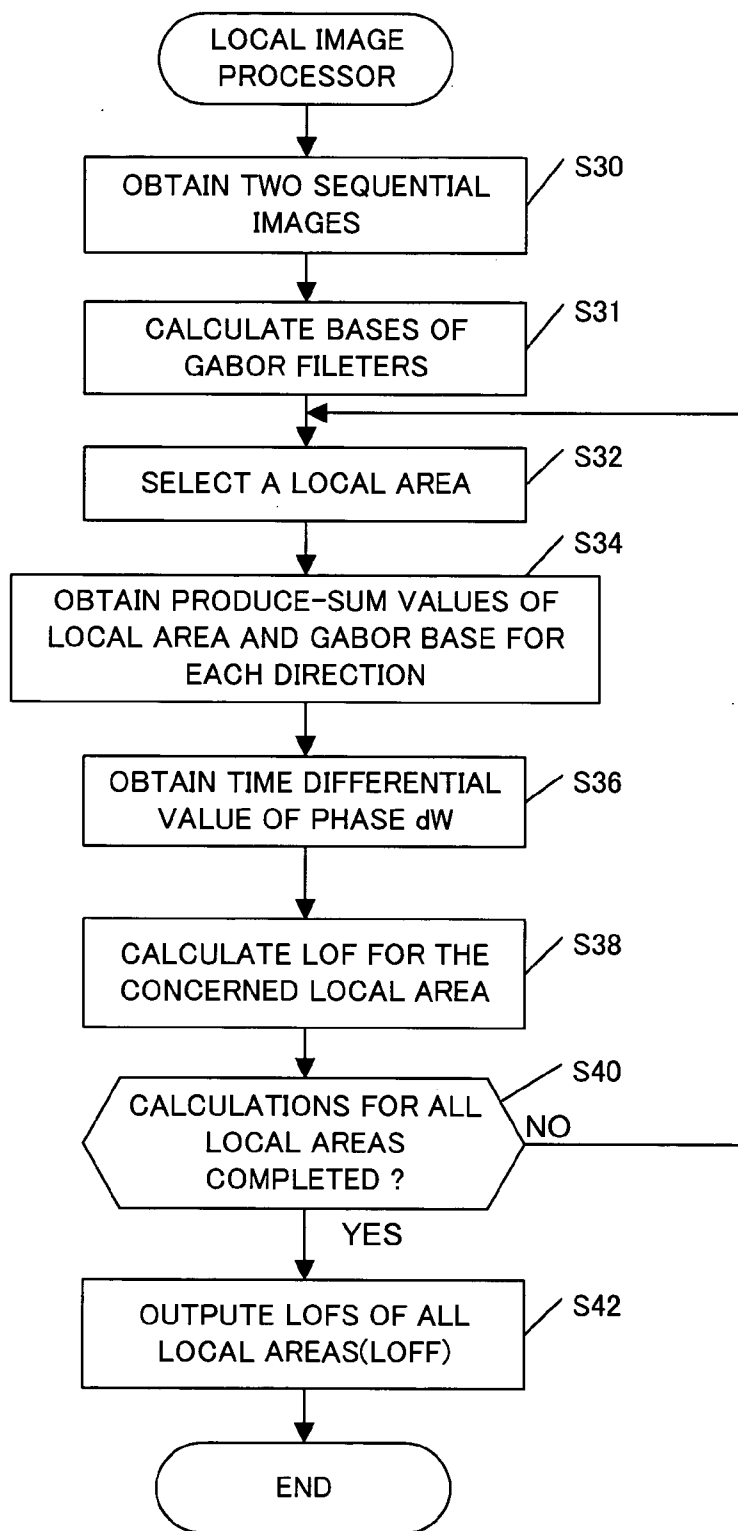 LOCAL IMAGE
PROCESSOR
S30
OBTAIN TWO SEQUENTIAL
IMAGES
S31
CALCULATE BASES OF
GABOR FILETERS
S32
SELECT A LOCAL AREA
S34
OBTAIN PRODUCE-SUM VALUES OF
LOCAL AREA AND GABOR BASE FOR
EACH DIRECTION
S36
OBTAIN TIME DIFFERENTIAL
VALUE OF PHASE dW
S38
CALCULATE LOF FOR THE
CONCERNED LOCAL AREA
S40
CALCULATIONS FOR ALL
LOCAL AREAS
COMPLETED ?
NO
YES
S42
OUTPUTE LOFS OF ALL
LOCAL AREAS(LOFF)
END